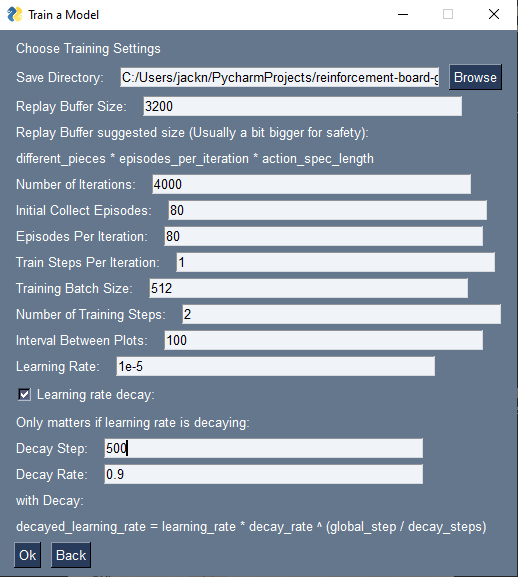 Train a Model
Choose Training Settings
Save Directory: C:/Users/jackn/PycharmProjects/reinforcement-board-g Browse
Replay Buffer Size: 3200
Replay Buffer suggested size (Usually a bit bigger for safety):
different_pieces * episodes_per_iteration * action_spec_length
Number of Iterations: 4000
Initial Collect Episodes: 80
Episodes Per Iteration: 80
Train Steps Per Iteration: 1
Training Batch Size: 512
Number of Training Steps: 2
Interval Between Plots: 100
Learning Rate: 1e-5
Learning rate decay:
Only matters if learning rate is decaying:
Decay Step: 500
Decay Rate: 0.9
with Decay:
decayed_learning_rate = learning_rate * decay_rate ^ (global_step / decay_steps)
Ok Back